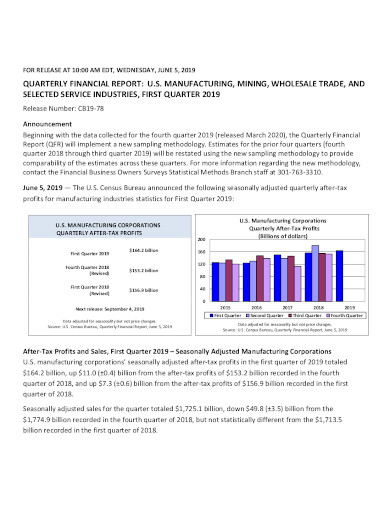 FOR RELEASE AT 10:00 AM EDT, WEDNESDAY, JUNE 5, 2019
QUARTERLY FINANCIAL REPORT: U.S. MANUFACTURING, MINING, WHOLESALE TRADE, AND
SELECTED SERVICE INDUSTRIES, FIRST QUARTER 2019
Release Number: CB19-78
Announcement
Beginning with the data collected for the fourth quarter 2019 (released March 2020), the Quarterly Financial
Report (QFR) will implement a new sampling methodology. Estimates for the prior four quarters (fourth
quarter 2018 through third quarter 2019) will be restated using the new sampling methodology to provide
comparability of the estimates across these quarters. For more information regarding the new methodology,
contact the Financial Business Owners Surveys Statistical Methods Branch staff at 301-763-3310.
June 5, 2019 — The U.S. Census Bureau announced the following seasonally adjusted quarterly after-tax
profits for manufacturing industries statistics for First Quarter 2019:
U.S. MANUFACTURING CORPORATIONS
QUARTERLY AFTER-TAX PROFITS
First Quarter 2019 $164.2 billion
Fourth Quarter 2018
(Revised) $153.2 billion
First Quarter 2018
(Revised) $156.9 billion
Next release: September 4, 2019
Data adjusted for seasonality but not price changes.
Source: U.S. Census Bureau, Quarterly Financial Report, June 5, 2019
U.S. Manufacturing Corporations
Quarterly After-Tax Profits
(Billions of dollars)
200
160
120
80
40
0
2015 2016 2017 2018 2019
First Quarter Second Quarter Third Quarter Fourth Quarter
Data adjusted for seasonality but not price changes.
Source: U.S. Census Bureau, Quarterly Financial Report, June 5, 2019
After-Tax Profits and Sales, First Quarter 2019 – Seasonally Adjusted Manufacturing Corporations
U.S. manufacturing corporations' seasonally adjusted after-tax profits in the first quarter of 2019 totaled
$164.2 billion, up $11.0 (±0.4) billion from the after-tax profits of $153.2 billion recorded in the fourth
quarter of 2018, and up $7.3 (±0.6) billion from the after-tax profits of $156.9 billion recorded in the first
quarter of 2018.
Seasonally adjusted sales for the quarter totaled $1,725.1 billion, down $49.8 (±3.5) billion from the
$1,774.9 billion recorded in the fourth quarter of 2018, but not statistically different from the $1,713.5
billion recorded in the first quarter of 2018.